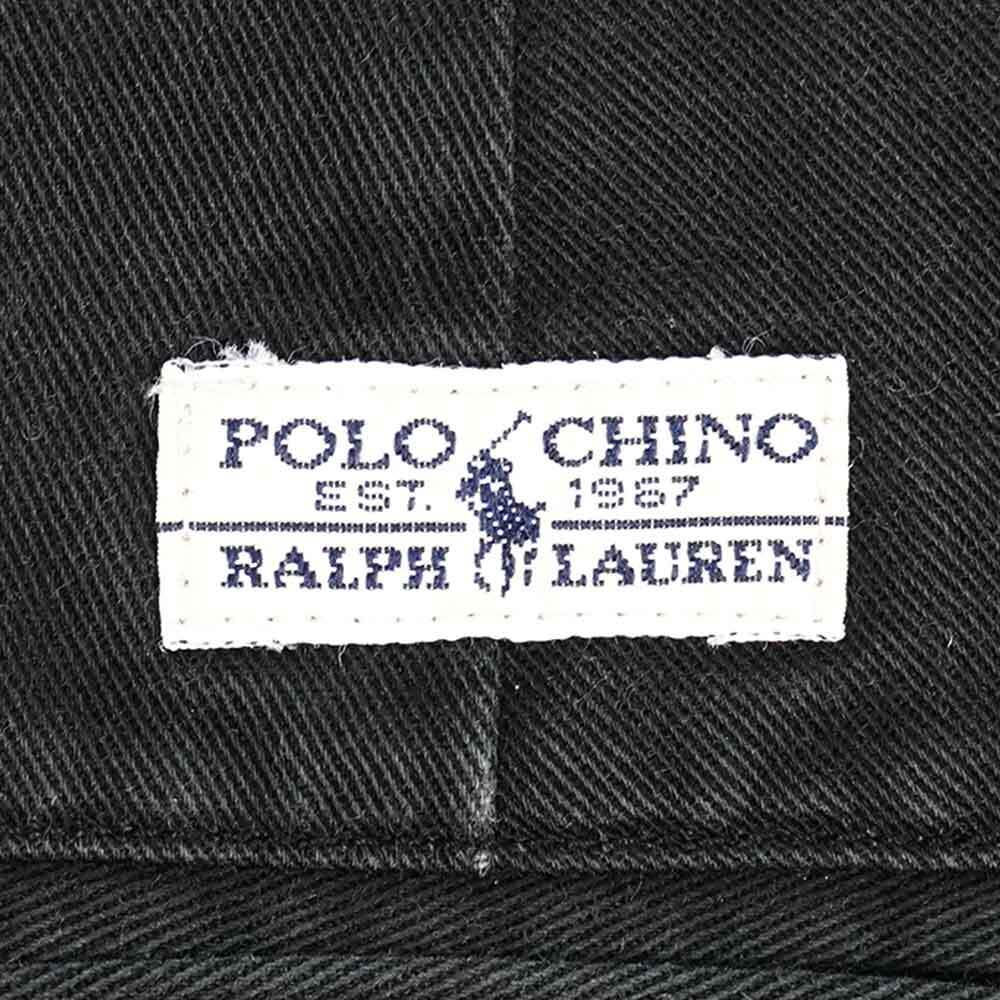 POLO CHINO
EST. 1967
RALPH LAUREN